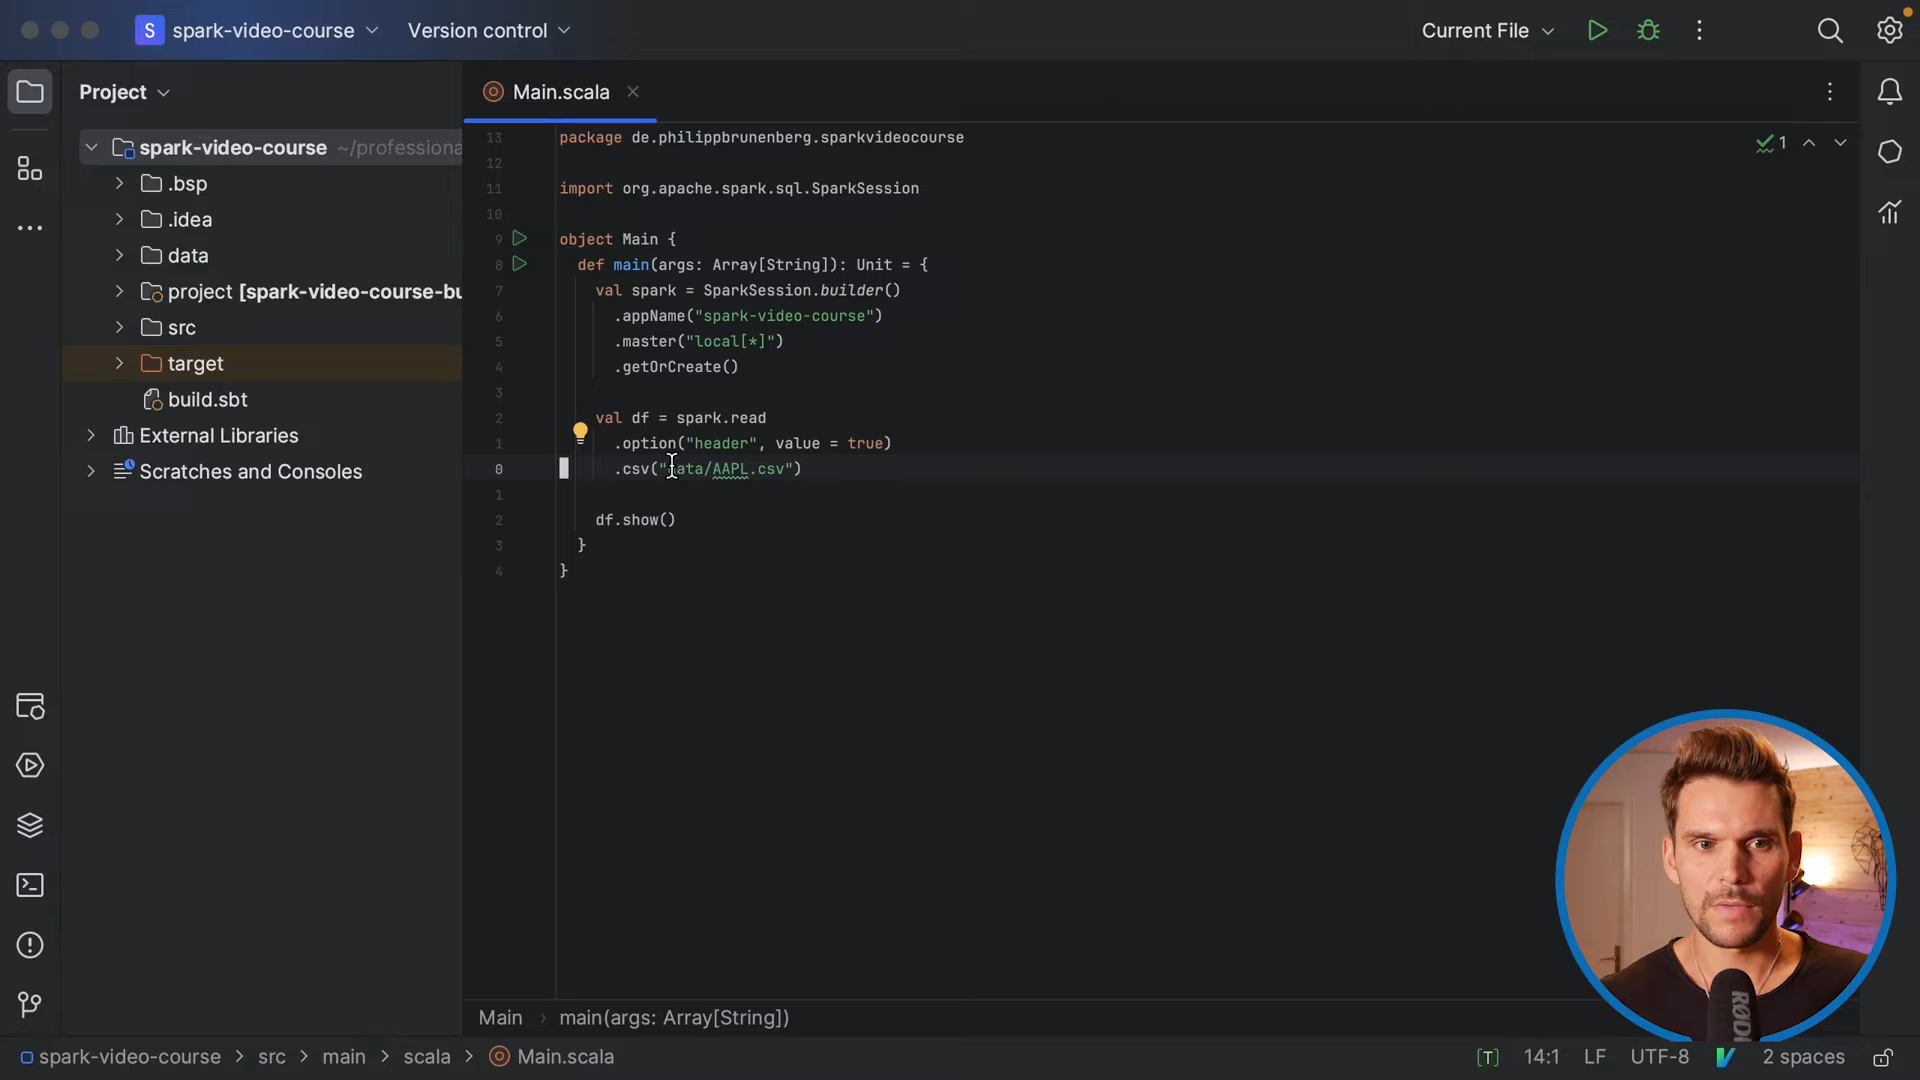 S spark-video-course
Version control
Current File
Project
Main.scala
spark-video-course ~/professiona
.bsp
.idea
data
project [spark-video-course-bu
src
target
build.sbt
External Libraries
Scratches and Consoles
13 package de.philippbrunenberg.sparkvideocourse
12
11 import org.apache.spark.sql.SparkSession
10
9 object Main {
8 def main(args: Array[String]): Unit = {
7 val spark = SparkSession.builder()
6 .appName("spark-video-course")
5 .master("local[*]")
4 .getOrCreate()
3
2 val df = spark.read
1 .option("header", value = true)
0 .csv("data/AAPL.csv")
1
2 df.show()
3 }
4 }
1
Main > main(args: Array[String])
spark-video-course > src > main > scala > Main.scala
[T] 14:1 LF UTF-8 2 spaces